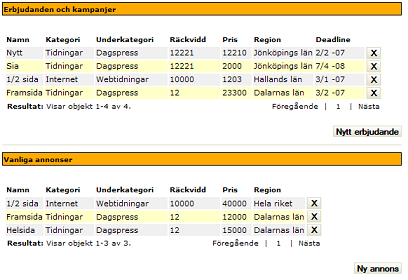 Erbjudanden och kampanjer
Namn Kategori Underkategori Räckvidd Pris Region Deadline
Nytt Tidningar Dagspress 12221 12210 Jönköpings län 2/2 -07 X
Sia Tidningar Dagspress 12221 2000 Jönköpings län 7/4 -08 X
1/2 sida Internet Webtidningar 10000 1203 Hallands län 3/1 -07 X
Framsida Tidningar Dagspress 12 23300 Dalarnas län 3/2 -07 X
Resultat: Visar objekt 1-4 av 4. Föregående | 1 | Nästa
Nytt erbjudande
Vanliga annonser
Namn Kategori Underkategori Räckvidd Pris Region
1/2 sida Internet Webtidningar 10000 40000 Hela riket X
Framsida Tidningar Dagspress 12 12000 Dalarnas län X
Helsida Tidningar Dagspress 12 15000 Dalarnas län X
Resultat: Visar objekt 1-3 av 3. Föregående | 1 | Nästa
Ny annons